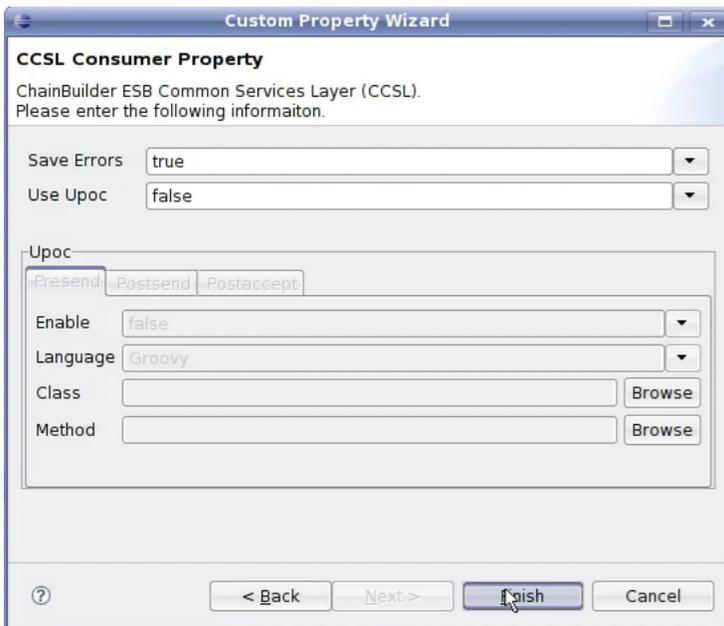 Custom Property Wizard
CCSL Consumer Property
ChainBuilder ESB Common Services Layer (CCSL).
Please enter the following informaiton.
Save Errors true
Use Upoc false
Upoc
Presend Postsend Postaccept
Enable false
Language Groovy
Class Browse
Method Browse
? < Back Next > Finish Cancel